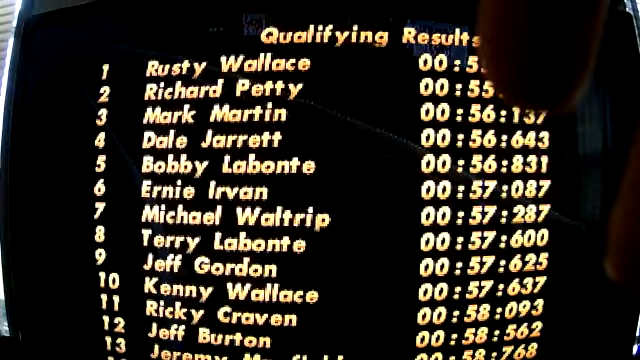 Qualifying Results
1 Rusty Wallace
2 Richard Petty 00:55
3 Mark Martin 00:56:137
4 Dale Jarrett 00:56:643
5 Bobby Labonte 00:56:831
6 Ernie Irvan 00:57:087
7 Michael Waltrip 00:57:287
8 Terry Labonte 00:57:600
9 Jeff Gordon 00:57:625
10 Kenny Wallace 00:57:637
11 Ricky Craven 00:58:093
12 Jeff Burton 00:58:562
13 Jeremy 00:58:768